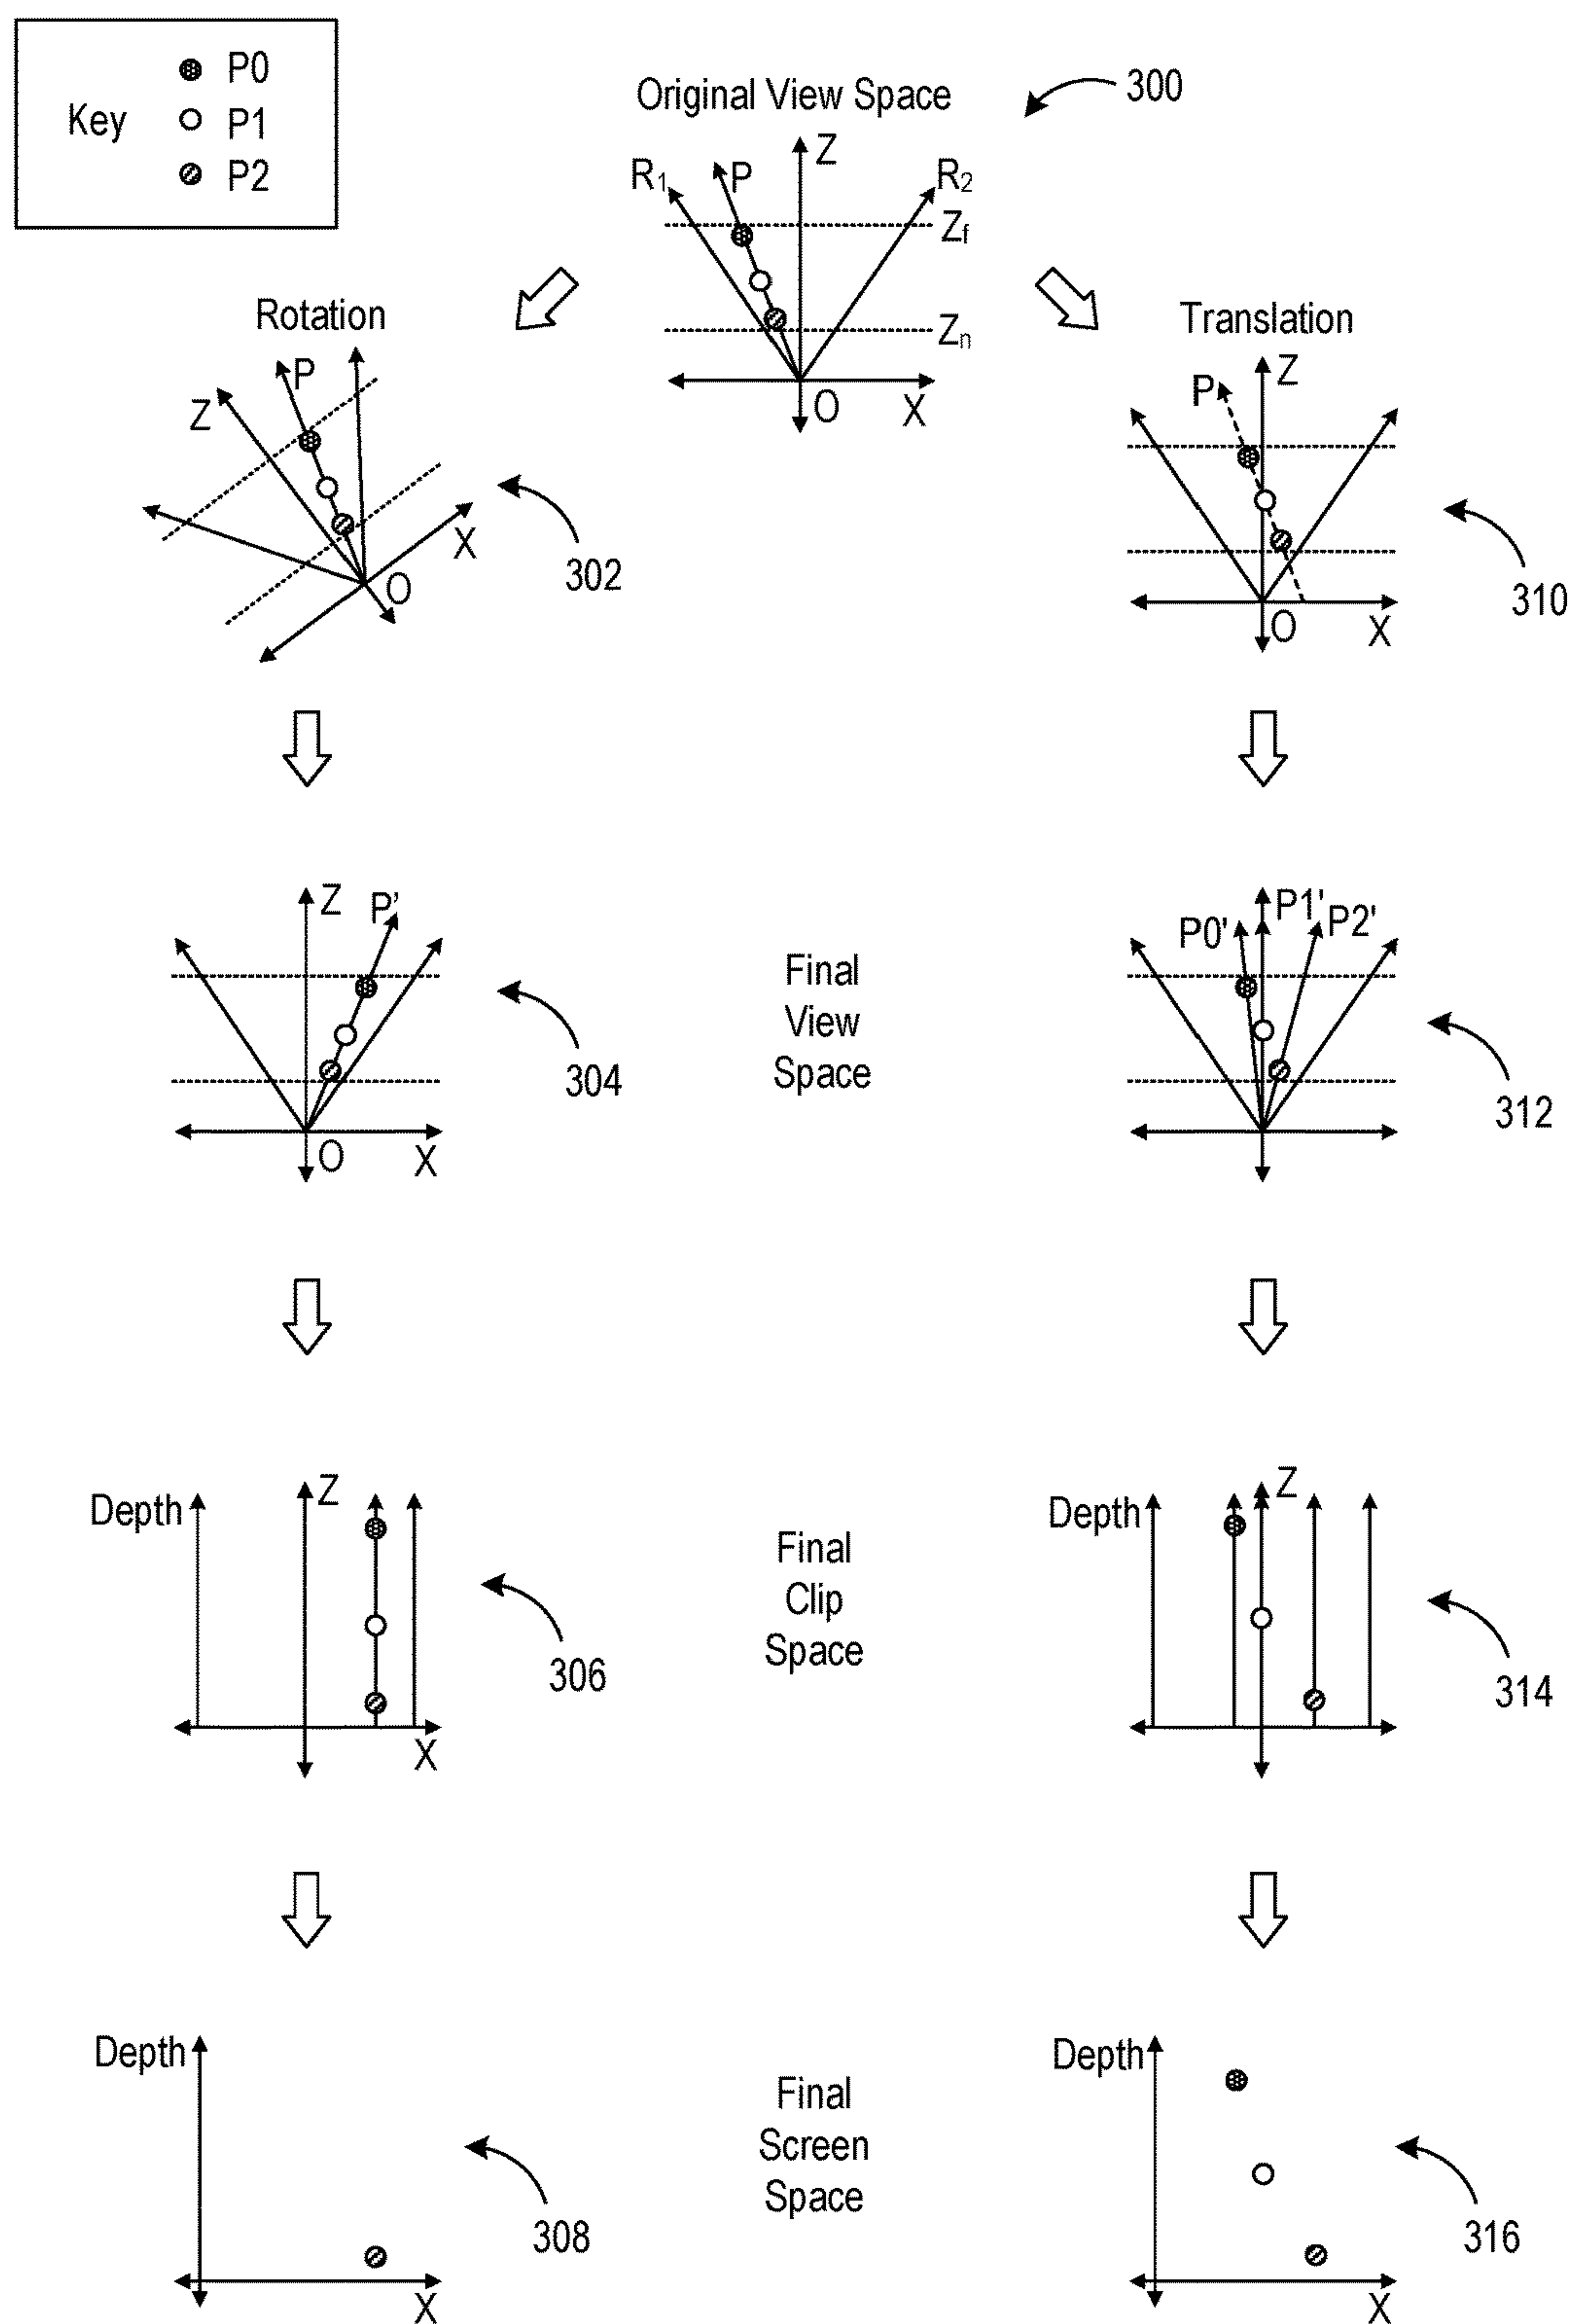 Key
P0
P1
P2
Original View Space
300
Z
R1
P
R2
Zf
Zn
O
X
Rotation
P
Z
X
O
302
Translation
Z
P
O
X
310
Z
P'
O
X
304
Final
View
Space
P0'
P1'
P2'
312
Depth
Z
X
306
Final
Clip
Space
Depth
Z
314
Depth
X
308
Final
Screen
Space
Depth
X
316